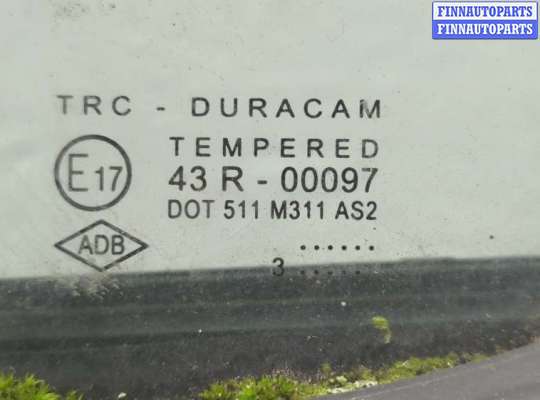 FINNAUTOPARTS
FINNAUTOPARTS
TRC - DURACAM
TEMPERED
E17
43 R - 00097
DOT 511 M311 AS2
ADB
......
3 ......